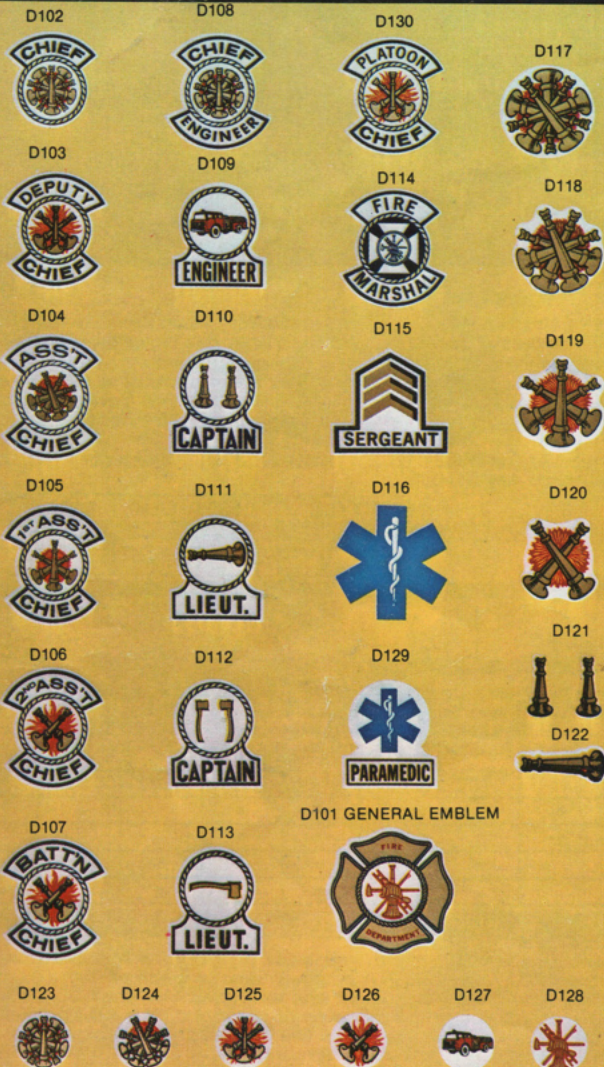 D102
CHIEF
D108
CHIEF
ENGINEER
D130
PLATOON
CHIEF
D117
D103
DEPUTY
CHIEF
D109
ENGINEER
D114
FIRE
MARSHAL
D118
D104
ASS'T
CHIEF
D110
CAPTAIN
D115
SERGEANT
D119
D105
1ST ASS'T
CHIEF
D111
LIEUT.
D116
D120
D106
2ND ASS'T
CHIEF
D112
CAPTAIN
D129
PARAMEDIC
D121
D122
D107
BATT'N
CHIEF
D113
LIEUT.
D101 GENERAL EMBLEM
FIRE
DEPARTMENT
D123
D124
D125
D126
D127
D128